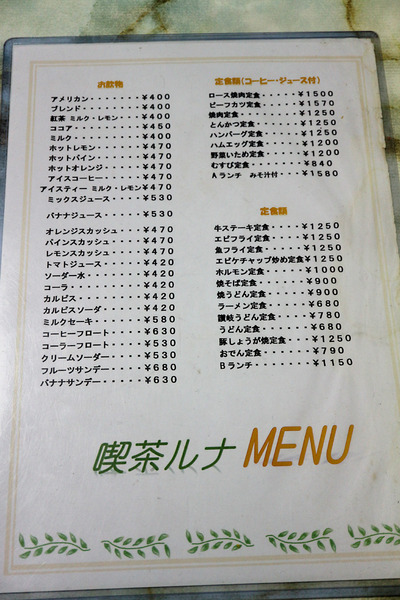 お飲物
アメリカン・・・・・・・¥400
ブレンド・・・・・・・・¥400
紅茶 ミルク・レモン・・・・¥400
ココア・・・・・・・・・¥450
ミルク・・・・・・・・・¥400
ホットレモン・・・・・・¥470
ホットパイン・・・・・・¥470
ホットオレンジ・・・・・¥470
アイスコーヒー・・・・・¥470
アイスティー ミルク・レモン¥470
ミックスジュース・・・・¥530
バナナジュース・・・・・¥530
オレンジスカッシュ・・・¥470
パインスカッシュ・・・・¥470
レモンスカッシュ・・・・¥470
トマトジュース・・・・・¥420
ソーダー水・・・・・・・¥420
コーラ・・・・・・・・・¥420
カルピス・・・・・・・・¥420
カルピスソーダ・・・・・¥420
ミルクセーキ・・・・・・¥580
コーヒーフロート・・・・¥630
コーラーフロート・・・・¥530
クリームソーダー・・・・¥530
フルーツサンデー・・・・¥680
バナナサンデー・・・・・¥630
定食類(コーヒー・ジュース付)
ロース焼肉定食・・・・・¥1500
ビーフカツ定食・・・・・¥1570
焼肉定食・・・・・・・・¥1250
とんかつ定食・・・・・・¥1250
ハンバーグ定食・・・・・¥1250
ハムエッグ定食・・・・・¥1200
野菜いため定食・・・・・¥1200
むすび定食・・・・・・・¥840
Aランチ みそ汁付・・・・¥1580
定食類
牛ステーキ定食・・・・¥1250
エビフライ定食・・・・¥1250
魚フライ定食・・・・・¥1250
エビケチャップ炒め定食¥1250
ホルモン定食・・・・・¥1000
焼そば定食・・・・・・¥900
焼うどん定食・・・・・¥900
ラーメン定食・・・・・¥680
讃岐うどん定食・・・・¥780
うどん定食・・・・・・¥680
豚しょうが焼定食・・・¥1250
おでん定食・・・・・・¥790
Bランチ・・・・・・・¥1150
喫茶ルナ MENU